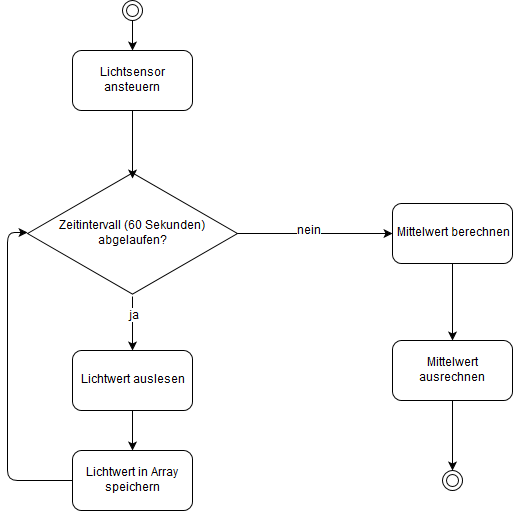 Lichtsensor
ansteuern
Zeitintervall (60 Sekunden)
abgelaufen?
nein
Mittelwert berechnen
ja
Lichtwert auslesen
Mittelwert
ausrechnen
Lichtwert in Array
speichern